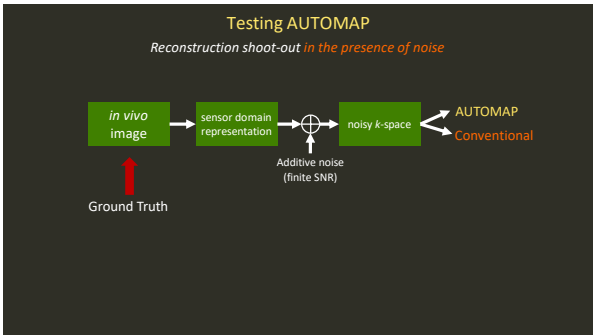 Testing AUTOMAP
Reconstruction shoot-out in the presence of noise
in vivo
image
sensor domain
representation
noisy k-space
AUTOMAP
Conventional
Additive noise
(finite SNR)
Ground Truth